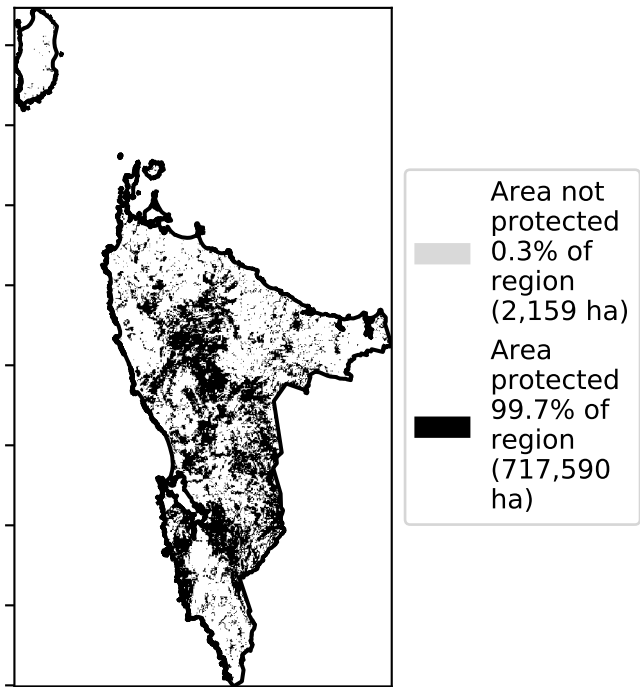 Area not
protected
0.3% of
region
(2,159 ha)
Area
protected
99.7% of
region
(717,590
ha)